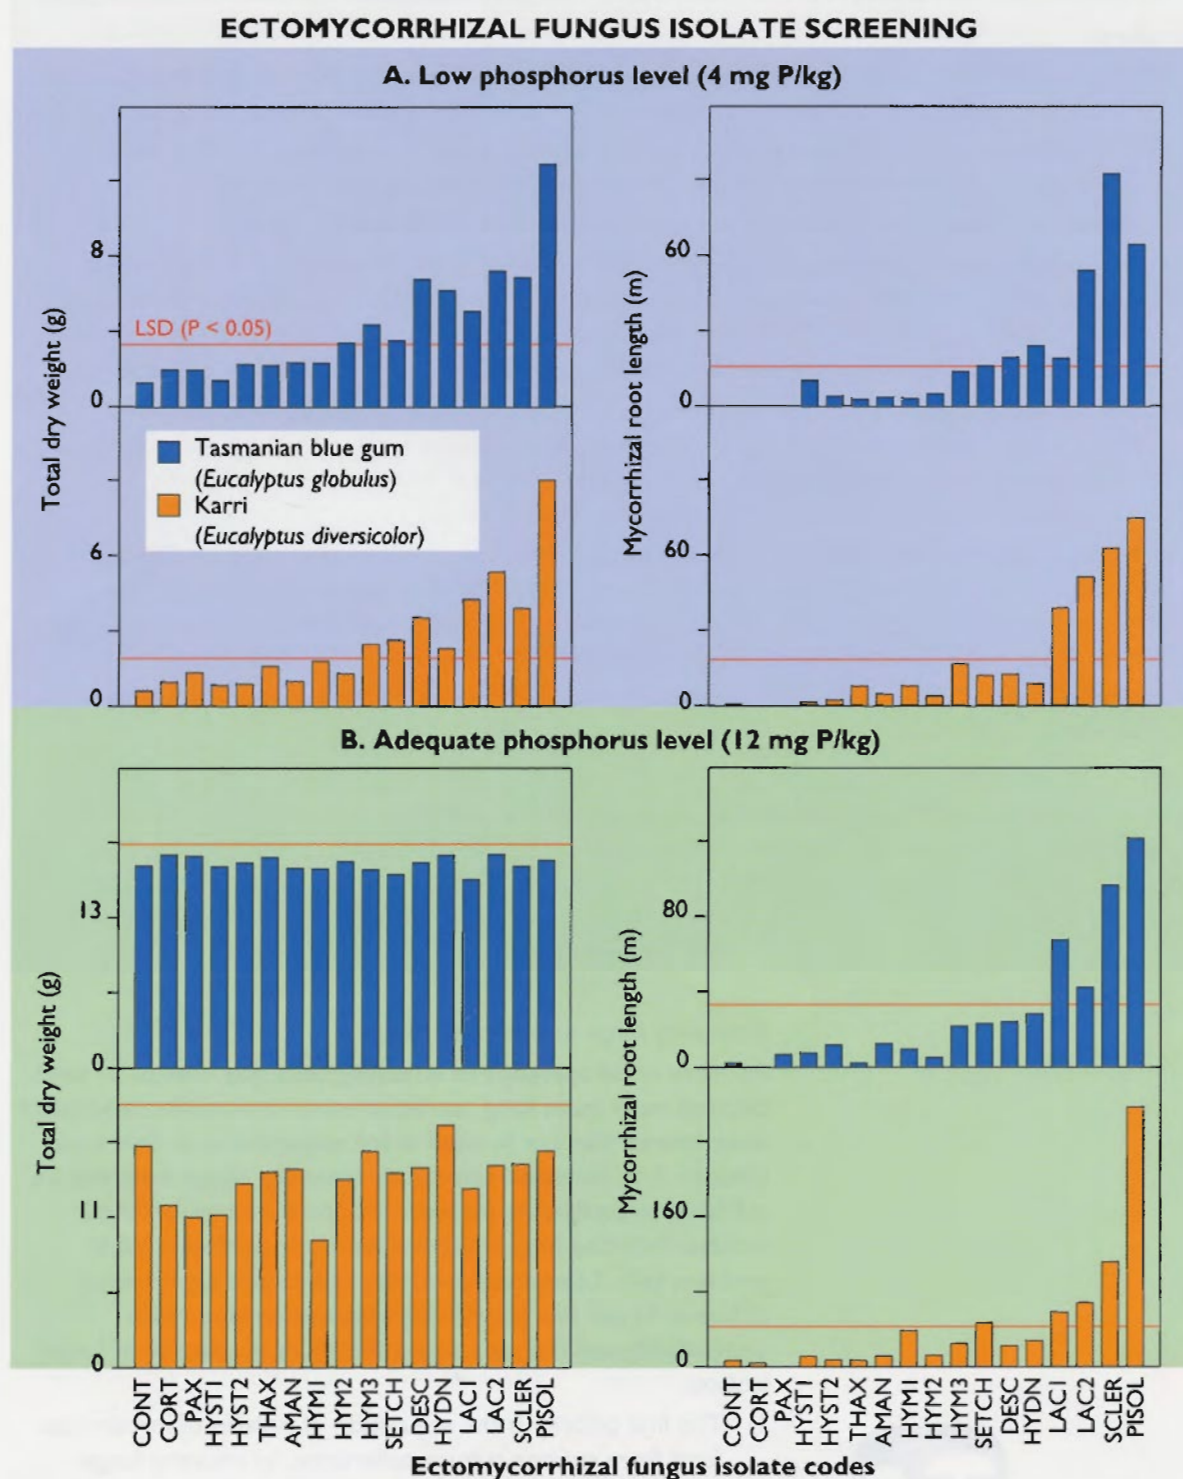 ECTOMYCORRHIZAL FUNGUS ISOLATE SCREENING
A. Low phosphorus level (4 mg P/kg)
Total dry weight (g)
8
0
LSD (P < 0.05)
Tasmanian blue gum
(Eucalyptus globulus)
Karri
(Eucalyptus diversicolor)
6
0
Mycorrhizal root length (m)
60
0
60
0
B. Adequate phosphorus level (12 mg P/kg)
Total dry weight (g)
13
0
11
0
Mycorrhizal root length (m)
80
0
160
0
CONT
CORT
PAX
HYST1
HYST2
THAX
AMAN
HYM1
HYM2
HYM3
SETCH
DESC
HYDN
LAC1
LAC2
SCLER
PISOL
CONT
CORT
PAX
HYST1
HYST2
THAX
AMAN
HYM1
HYM2
HYM3
SETCH
DESC
HYDN
LAC1
LAC2
SCLER
PISOL
Ectomycorrhizal fungus isolate codes